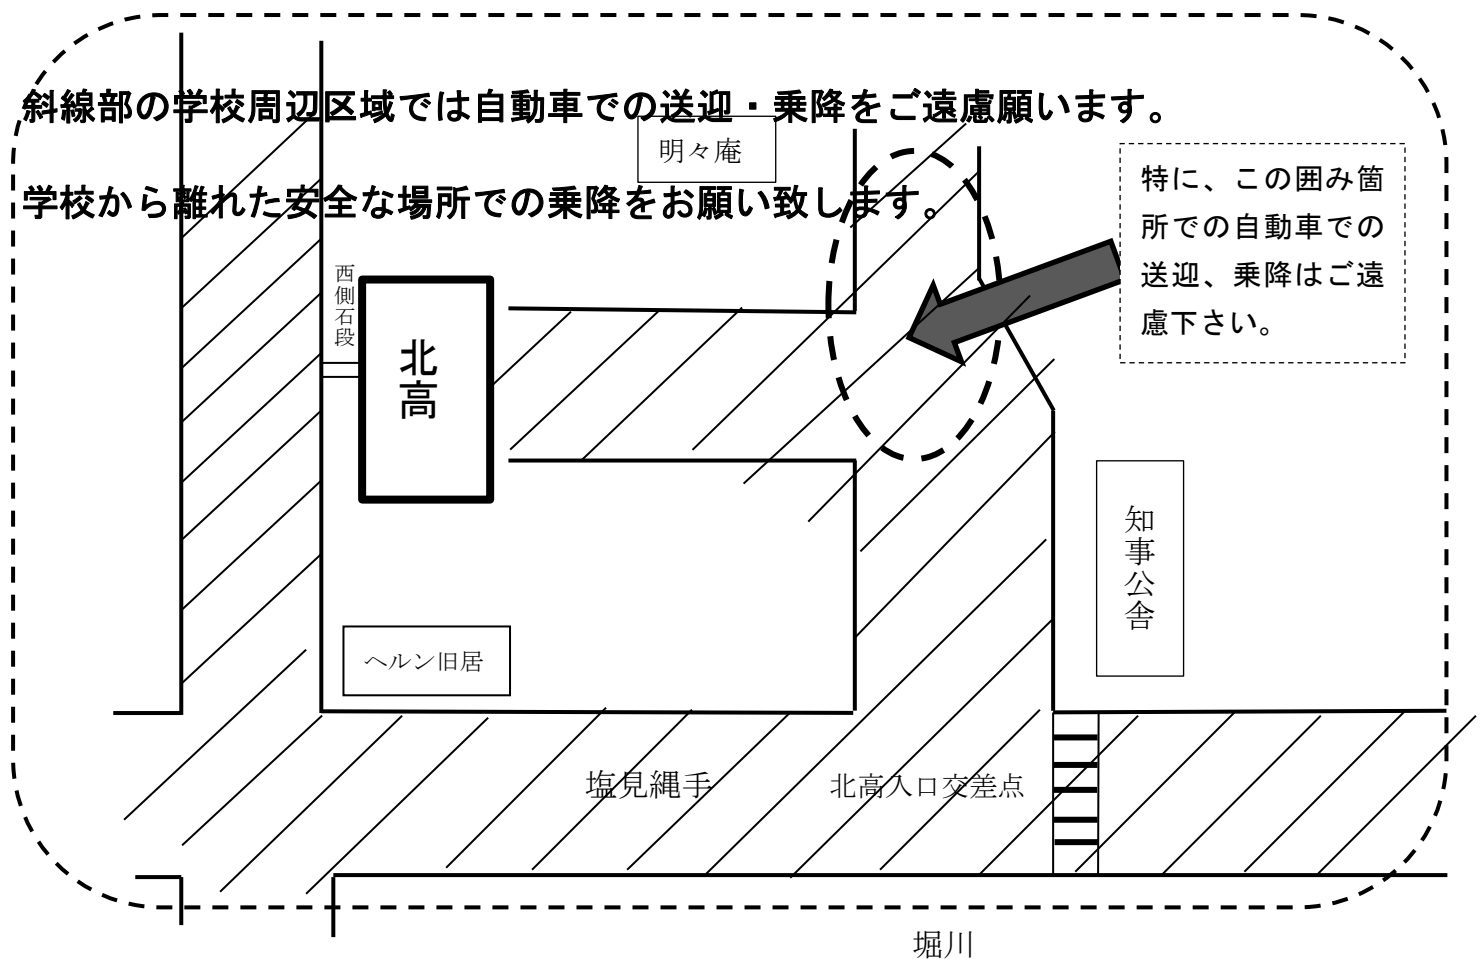 斜線部の学校周辺区域では自動車での送迎・乗降をご遠慮願います。
明々庵
学校から離れた安全な場所での乗降をお願い致します。
特に、この囲み箇
所での自動車での
送迎、乗降はご遠
慮下さい。
西側石段
北高
知事公舎
ヘルン旧居
塩見縄手
北高入口交差点
堀川